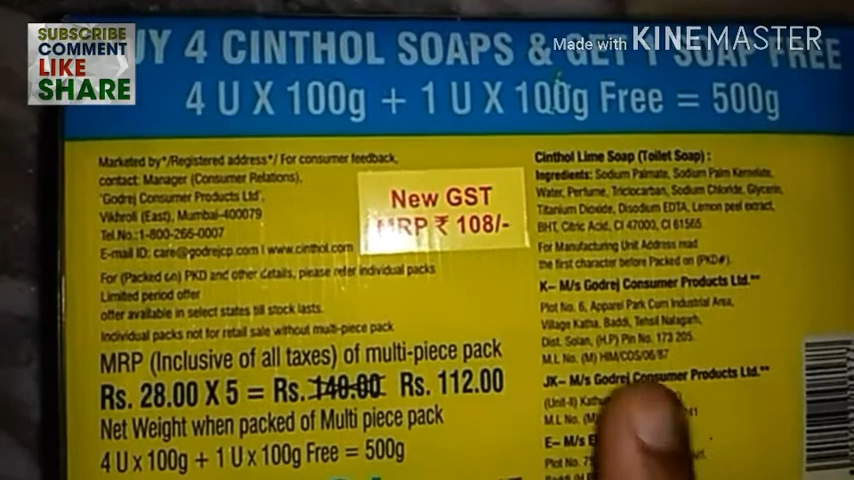 SUBSCRIBE
COMMENT
LIKE
SHARE
Made with KINEMASTER
UY 4 CINTHOL SOAPS & GET 1 SOAP FREE
4 U X 100g + 1 U X 100g Free = 500g
Marketed by*/Registered address*/ For consumer feedback,
contact: Manager (Consumer Relations),
'Godrej Consumer Products Ltd',
Vikhroli (East), Mumbai-400079
Tel.No.:1-800-266-0007
E-mail ID: care@godrejcp.com I www.cinthol.com
For (Packed on) PKD and other details, please refer individual packs
Limited period offer
offer available in select states till stock lasts.
Individual packs not for retail sale without multi-piece pack
MRP (Inclusive of all taxes) of multi-piece pack
Rs. 28.00 X 5 = Rs. 140.00 Rs. 112.00
Net Weight when packed of Multi piece pack
4 U x 100g + 1 U x 100g Free = 500g
New GST
MRP ₹ 108/-
Cinthol Lime Soap (Toilet Soap) :
Ingredients: Sodium Palmate, Sodium Palm Kernelate,
Water, Perfume, Triclocarban, Sodium Chloride, Glycerin,
Titanium Dioxide, Disodium EDTA, Lemon peel extract,
BHT, Citric Acid, CI 47000, CI 61565
For Manufacturing Unit Address read
the first character before Packed on (PKD#).
K– M/s Godrej Consumer Products Ltd.**
Plot No. 6, Apparel Park Cum Industrial Area,
Village Katha, Baddi, Tehsil Nalagarh,
Dist. Solan, (H.P) Pin No. 173 205.
M.L No. (M) HIM/COS/06/87
JK– M/s Godrej Consumer Products Ltd.**
(Unit-II)
M.L No. (M)
E– M/s
Plot No.